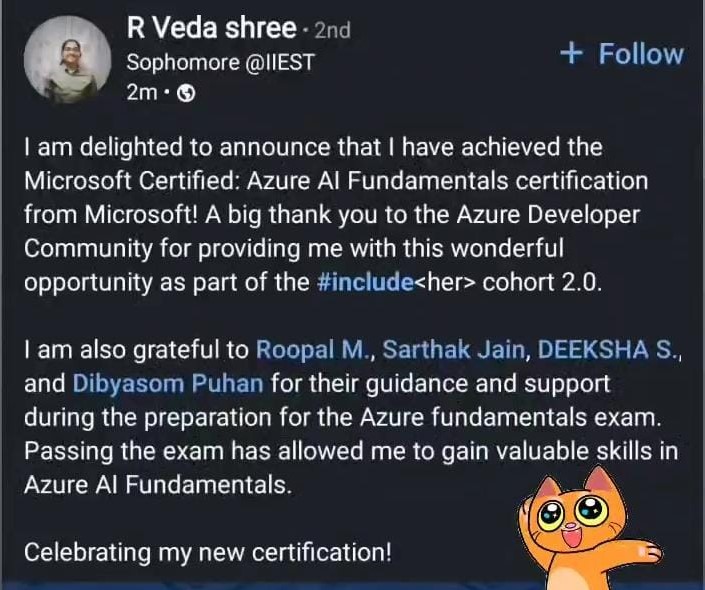 R Veda shree · 2nd
Sophomore @IIEST
+ Follow
2m ·
I am delighted to announce that I have achieved the
Microsoft Certified: Azure AI Fundamentals certification
from Microsoft! A big thank you to the Azure Developer
Community for providing me with this wonderful
opportunity as part of the #include<her> cohort 2.0.
I am also grateful to Roopal M., Sarthak Jain, DEEKSHA S.,
and Dibyasom Puhan for their guidance and support
during the preparation for the Azure fundamentals exam.
Passing the exam has allowed me to gain valuable skills in
Azure AI Fundamentals.
Celebrating my new certification!